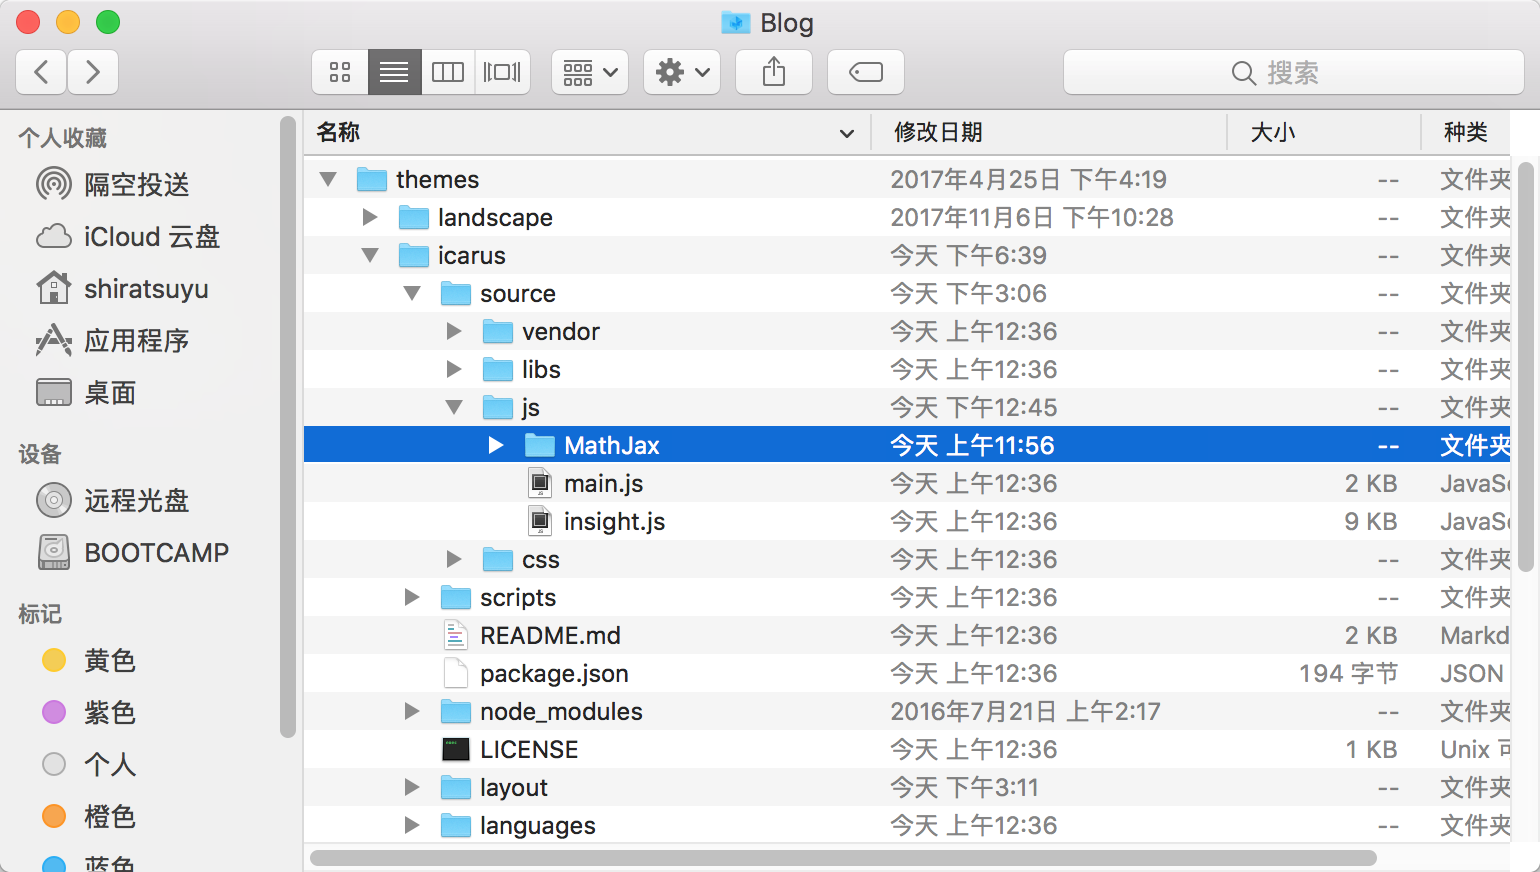 Blog
搜索
个人收藏
隔空投送
iCloud 云盘
shiratsuyu
应用程序
桌面
设备
远程光盘
BOOTCAMP
标记
黄色
紫色
个人
橙色
蓝色
名称 修改日期 大小 种类
themes 2017年4月25日 下午4:19 -- 文件夹
landscape 2017年11月6日 下午10:28 -- 文件夹
icarus 今天 下午6:39 -- 文件夹
source 今天 下午3:06 -- 文件夹
vendor 今天 上午12:36 -- 文件夹
libs 今天 上午12:36 -- 文件夹
js 今天 下午12:45 -- 文件夹
MathJax 今天 上午11:56 -- 文件夹
main.js 今天 上午12:36 2 KB JavaSc
insight.js 今天 上午12:36 9 KB JavaSc
css 今天 上午12:36 -- 文件夹
scripts 今天 上午12:36 -- 文件夹
README.md 今天 上午12:36 2 KB Markd
package.json 今天 上午12:36 194 字节 JSON
node_modules 2016年7月21日 上午2:17 -- 文件夹
LICENSE 今天 上午12:36 1 KB Unix 可
layout 今天 下午3:11 -- 文件夹
languages 今天 上午12:36 -- 文件夹